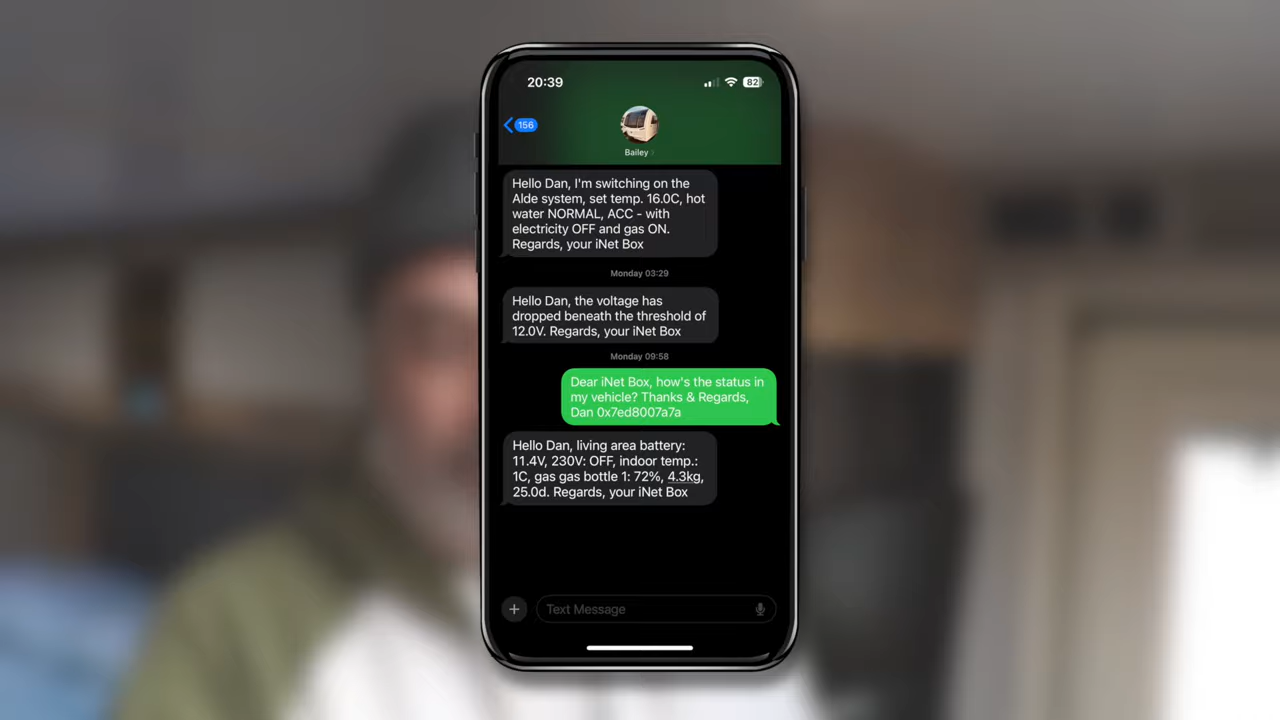 20:39
82
156
Bailey
Hello Dan, I'm switching on the
Alde system, set temp. 16.0C, hot
water NORMAL, ACC - with
electricity OFF and gas ON.
Regards, your iNet Box
Monday 03:29
Hello Dan, the voltage has
dropped beneath the threshold of
12.0V. Regards, your iNet Box
Monday 09:58
Dear iNet Box, how's the status in
my vehicle? Thanks & Regards,
Dan 0x7ed8007a7a
Hello Dan, living area battery:
11.4V, 230V: OFF, indoor temp.:
1C, gas gas bottle 1: 72%, 4.3kg,
25.0d. Regards, your iNet Box
Text Message